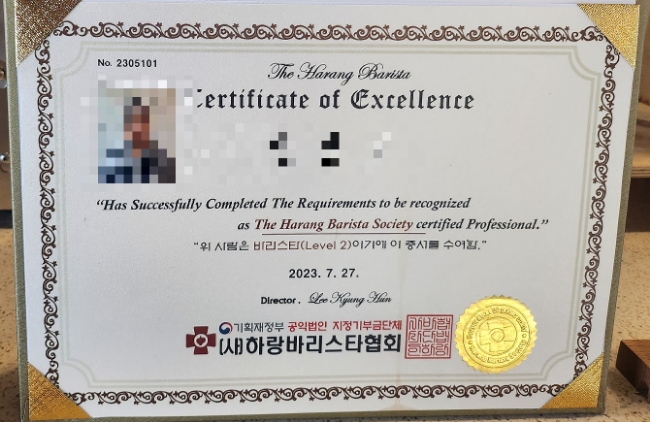 No. 2305101
The Harang Barista
Certificate of Excellence
“Has Successfully Completed The Requirements to be recognized
as The Harang Barista Society certified Professional.”
“위 사람은 바리스타(Level 2)이기에 이 증서를 수여함.”
2023. 7. 27.
Director . Lee Kyung Hun
기획재정부 공익법인 지정기부금단체
(사)하랑바리스타협회